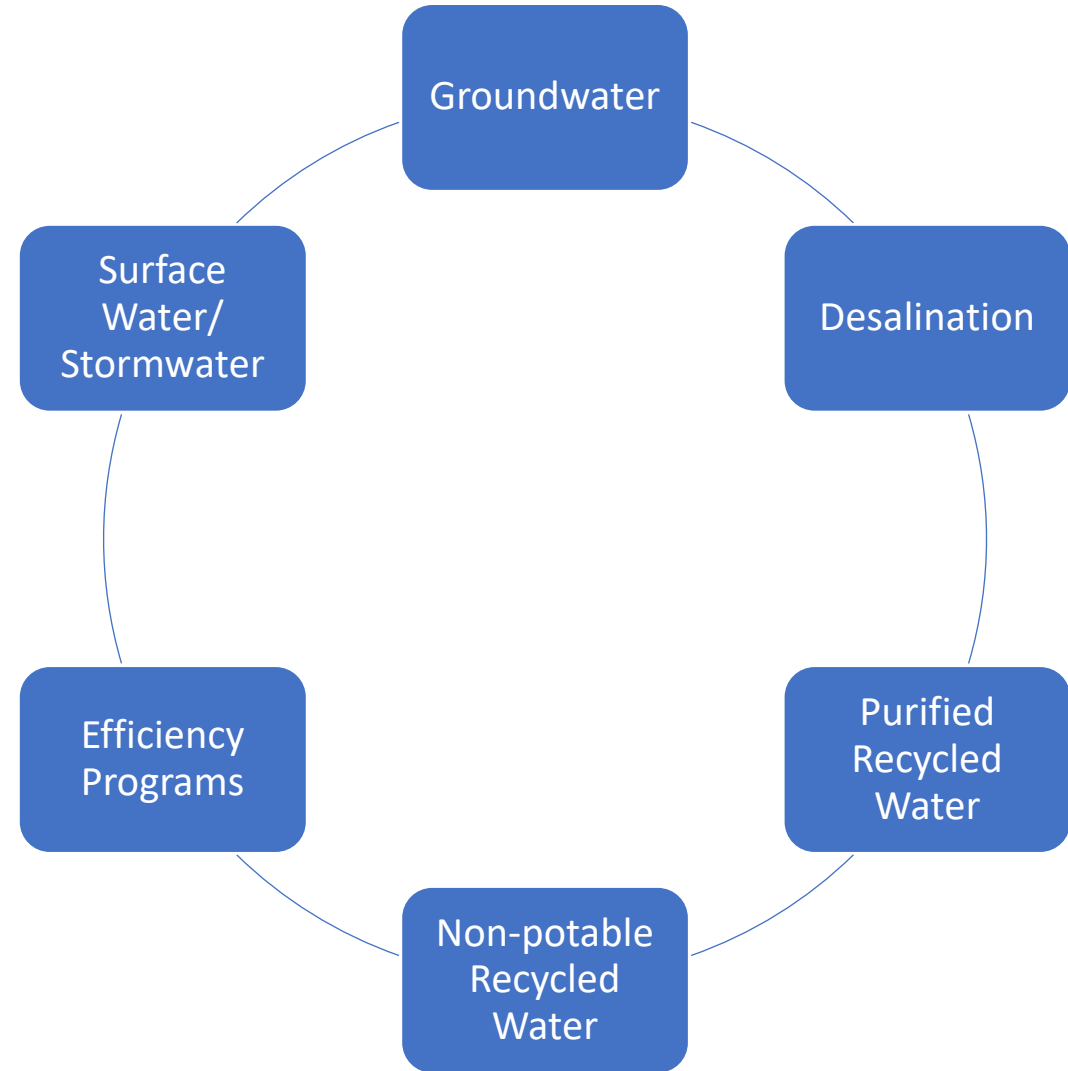 Groundwater
Desalination
Purified
Recycled
Water
Non-potable
Recycled
Water
Efficiency
Programs
Surface
Water/
Stormwater